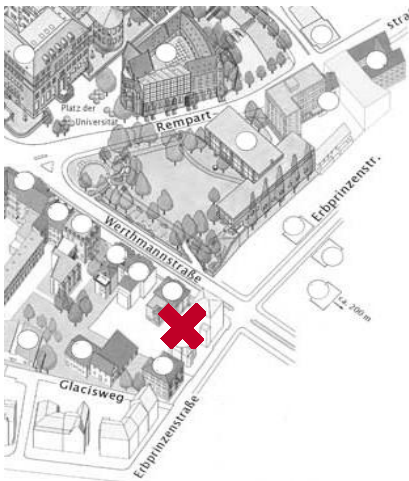 stra
Platz der
Universität
Rempart-
Erbprinzenstr.
Werthmannstraße
ca. 200 m
Glacisweg
Erbprinzenstraße